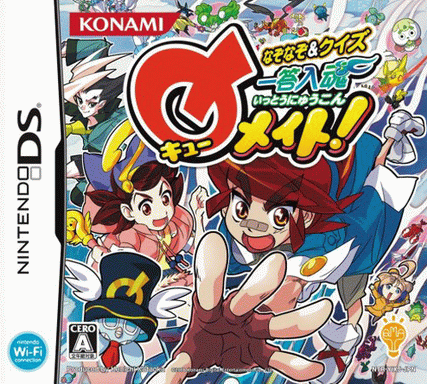 KONAMI
NINTENDO DS
なぞなぞ&クイズ
一答入魂
いっとうにゅうこん
Q
キュー
メイト!
nintendo
Wi-Fi
connection
CERO
A